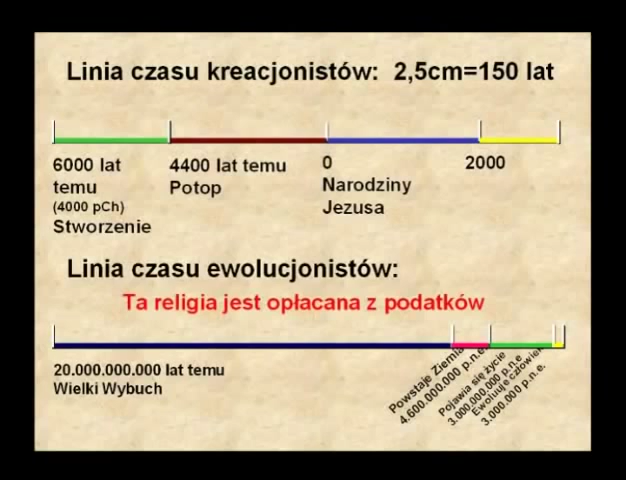 Linia czasu kreacjonistów: 2,5cm=150 lat
6000 lat
temu
(4000 pCh)
Stworzenie
4400 lat temu
Potop
0
Narodziny
Jezusa
2000
Linia czasu ewolucjonistów:
Ta religia jest opłacana z podatków
20.000.000.000 lat temu
Wielki Wybuch
Powstaje Ziemia
4.600.000.000 p.n.e.
Pojawia się życie
3.000.000.000 p.n.e
Ewoluuje człowiek
3.000.000 p.n.e.